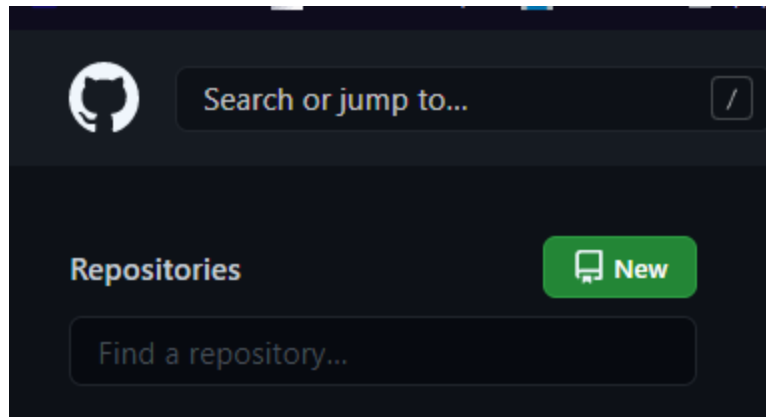 Search or jump to...
/
Repositories
New
Find a repository...